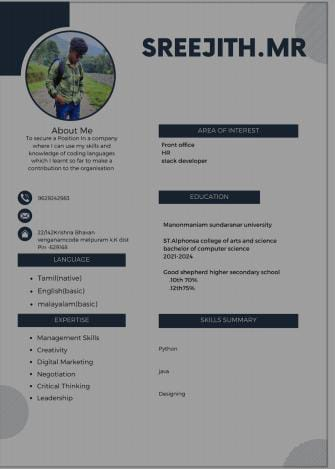 SREEJITH.MR
About Me
To secure a Position in a company
where I can use my skills and
knowledge of coding languages
which I learnt so far to make a
contribution to the organisation
9629242983
22/142Krishna Bhavan
venganamcode melpuram k.K dist
Pin -629168
LANGUAGE
Tamil(native)
English(basic)
malayalam(basic)
EXPERTISE
Management Skills
Creativity
Digital Marketing
Negotiation
Critical Thinking
Leadership
AREA OF INTEREST
Front office
HR
stack developer
EDUCATION
Manonmaniam sundaranar university
ST.Alphonsa college of arts and science
bachelor of computer science
2021-2024
Good shepherd higher secondary school
.10th 70%
.12th75%
SKILLS SUMMARY
Python
java
Designing